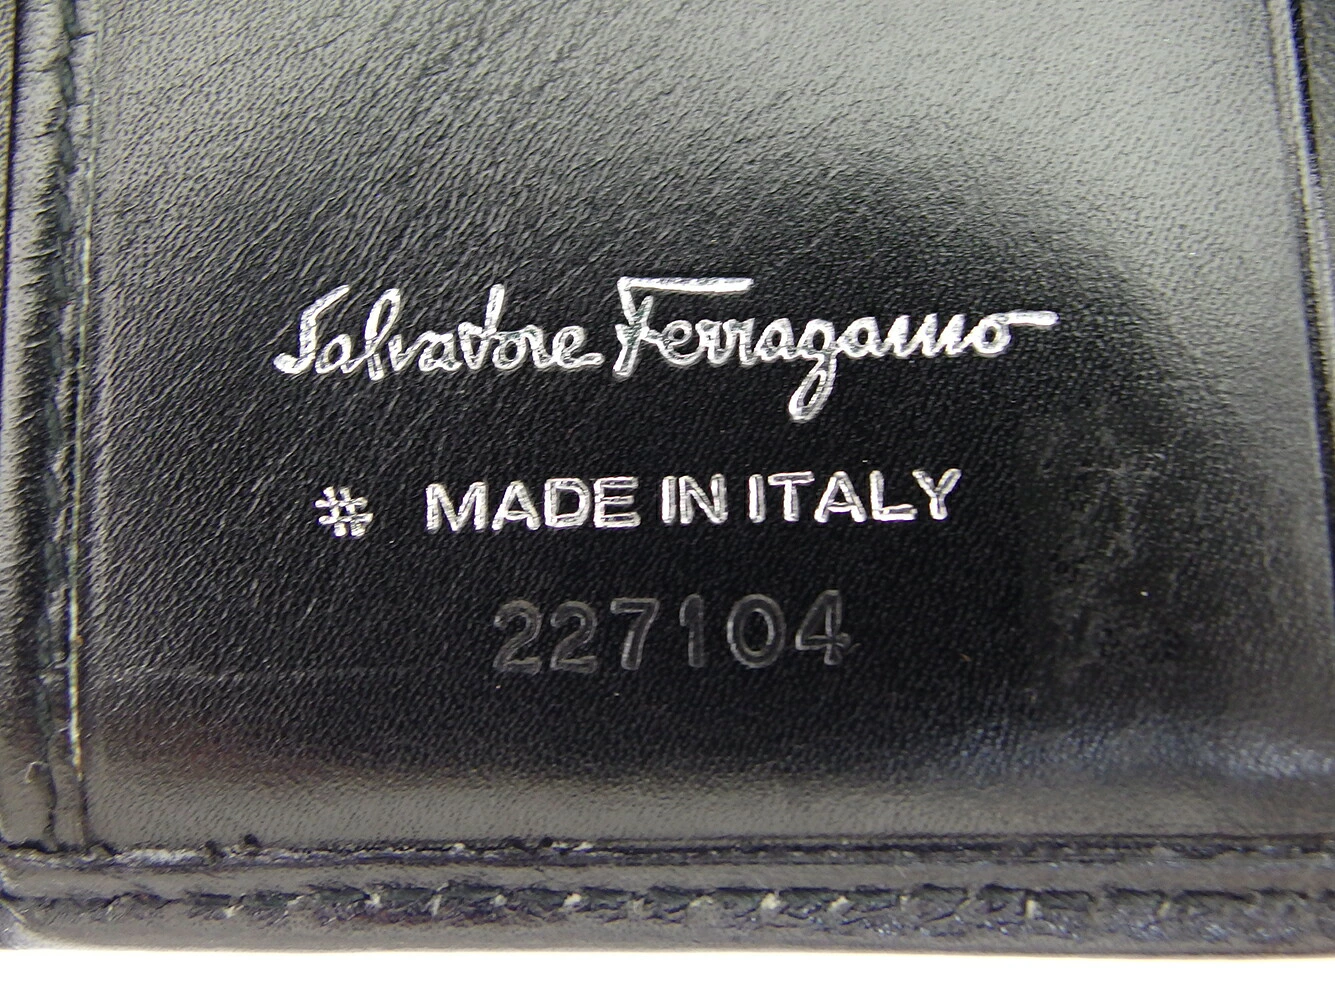 Salvatore Ferragamo
# MADE IN ITALY
227104